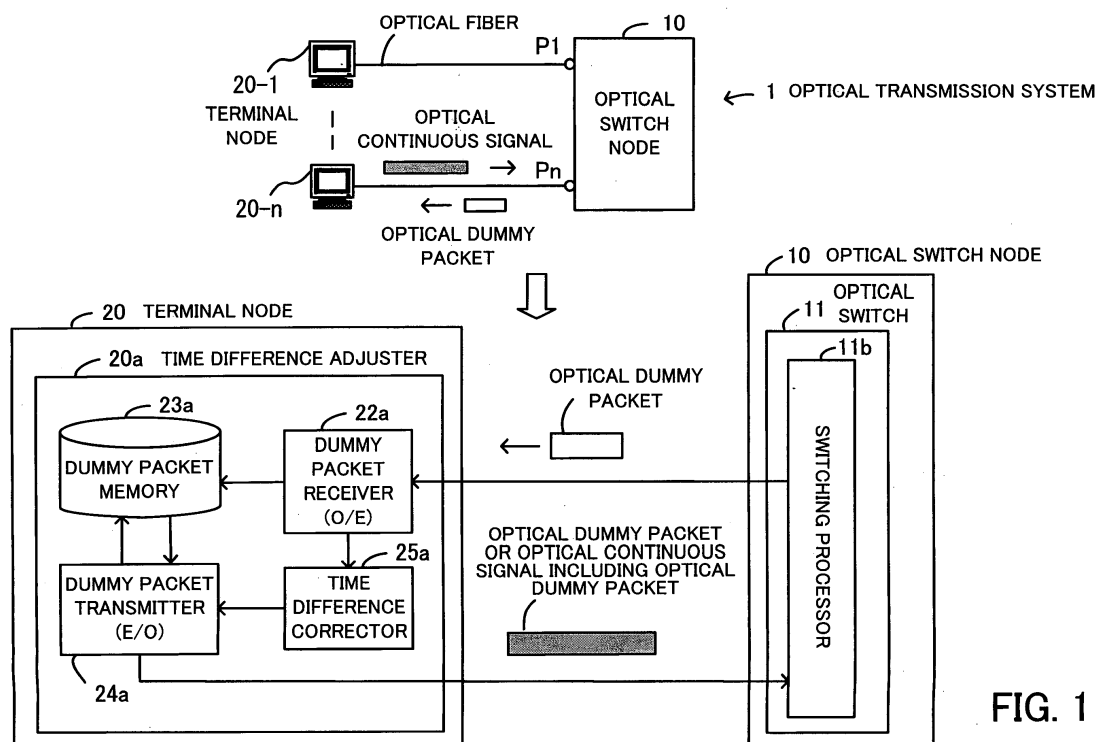 OPTICAL FIBER
10
P1
20-1
TERMINAL
NODE
OPTICAL
SWITCH
NODE
1 OPTICAL TRANSMISSION SYSTEM
OPTICAL
CONTINUOUS SIGNAL
Pn
20-n
OPTICAL DUMMY
PACKET
10 OPTICAL SWITCH NODE
20 TERMINAL NODE
11
OPTICAL
SWITCH
20a TIME DIFFERENCE ADJUSTER
11b
OPTICAL DUMMY
PACKET
23a
DUMMY PACKET
MEMORY
22a
DUMMY
PACKET
RECEIVER
(O/E)
SWITCHING PROCESSOR
OPTICAL DUMMY PACKET
OR OPTICAL CONTINUOUS
SIGNAL INCLUDING OPTICAL
DUMMY PACKET
25a
DUMMY PACKET
TRANSMITTER
(E/O)
TIME
DIFFERENCE
CORRECTOR
24a
FIG. 1